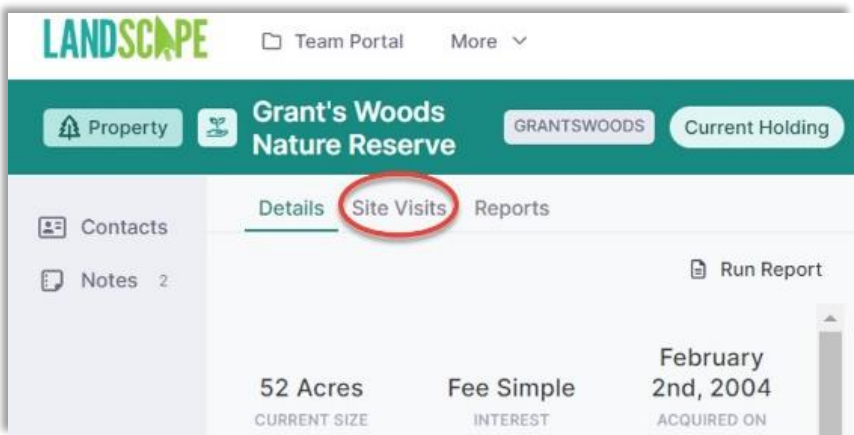 LANDSCAPE Team Portal More
Property Grant's Woods Nature Reserve GRANTSWOODS Current Holding
Contacts
Notes 2
Details Site Visits Reports
Run Report
52 Acres
CURRENT SIZE
Fee Simple
INTEREST
February
2nd, 2004
ACQUIRED ON